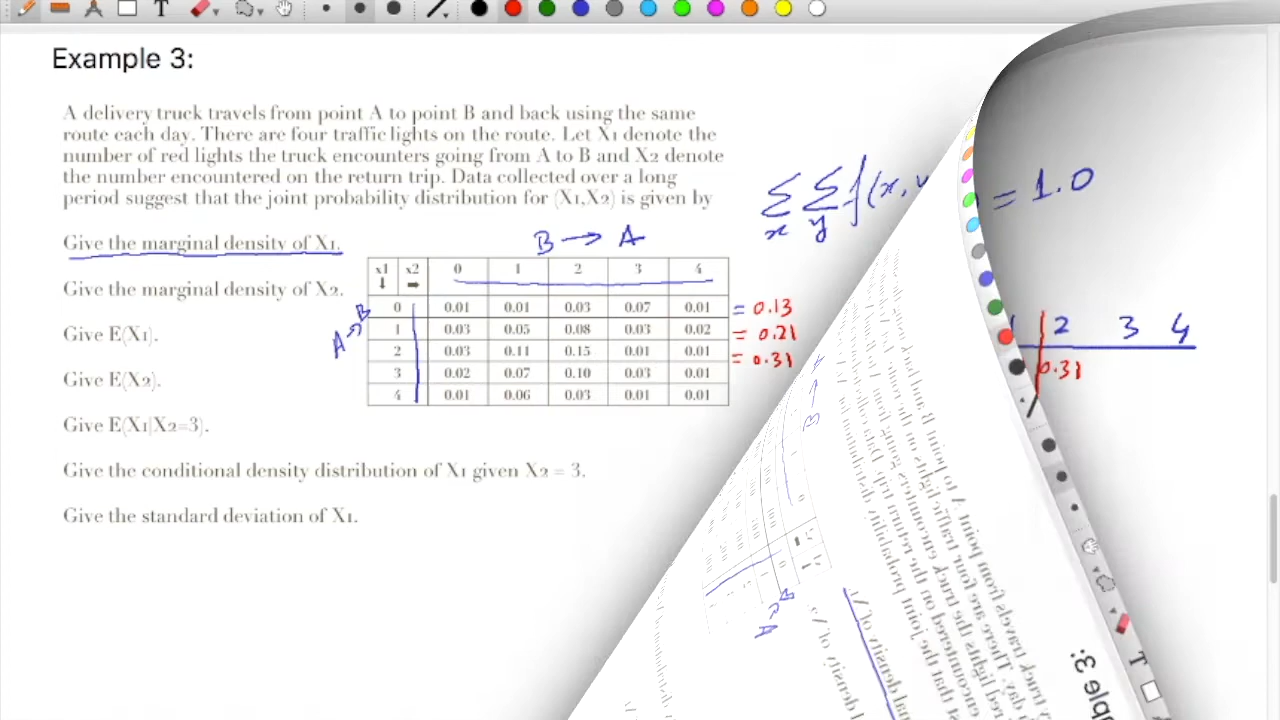 Example 3:
A delivery truck travels from point A to point B and back using the same
route each day. There are four traffic lights on the route. Let X1 denote the
number of red lights the truck encounters going from A to B and X2 denote
the number encountered on the return trip. Data collected over a long
period suggest that the joint probability distribution for (X1,X2) is given by
Σ Σ f(x, = 1.0
x y
Give the marginal density of X1.
B → A
Give the marginal density of X2.
Give E(X1).
Give E(X2).
Give E(X1|X2=3).
Give the conditional density distribution of X1 given X2 = 3.
Give the standard deviation of X1.
A → B
x1 x2 0 1 2 3 4
↓ ➡
0 0.01 0.01 0.03 0.07 0.01 = 0.13
1 0.03 0.05 0.08 0.03 0.02 = 0.21
2 0.03 0.11 0.15 0.01 0.01 = 0.31
3 0.02 0.07 0.10 0.03 0.01
4 0.01 0.06 0.03 0.01 0.01
2 3 4
0.31
T
B → A
A → B
ple 3:
T